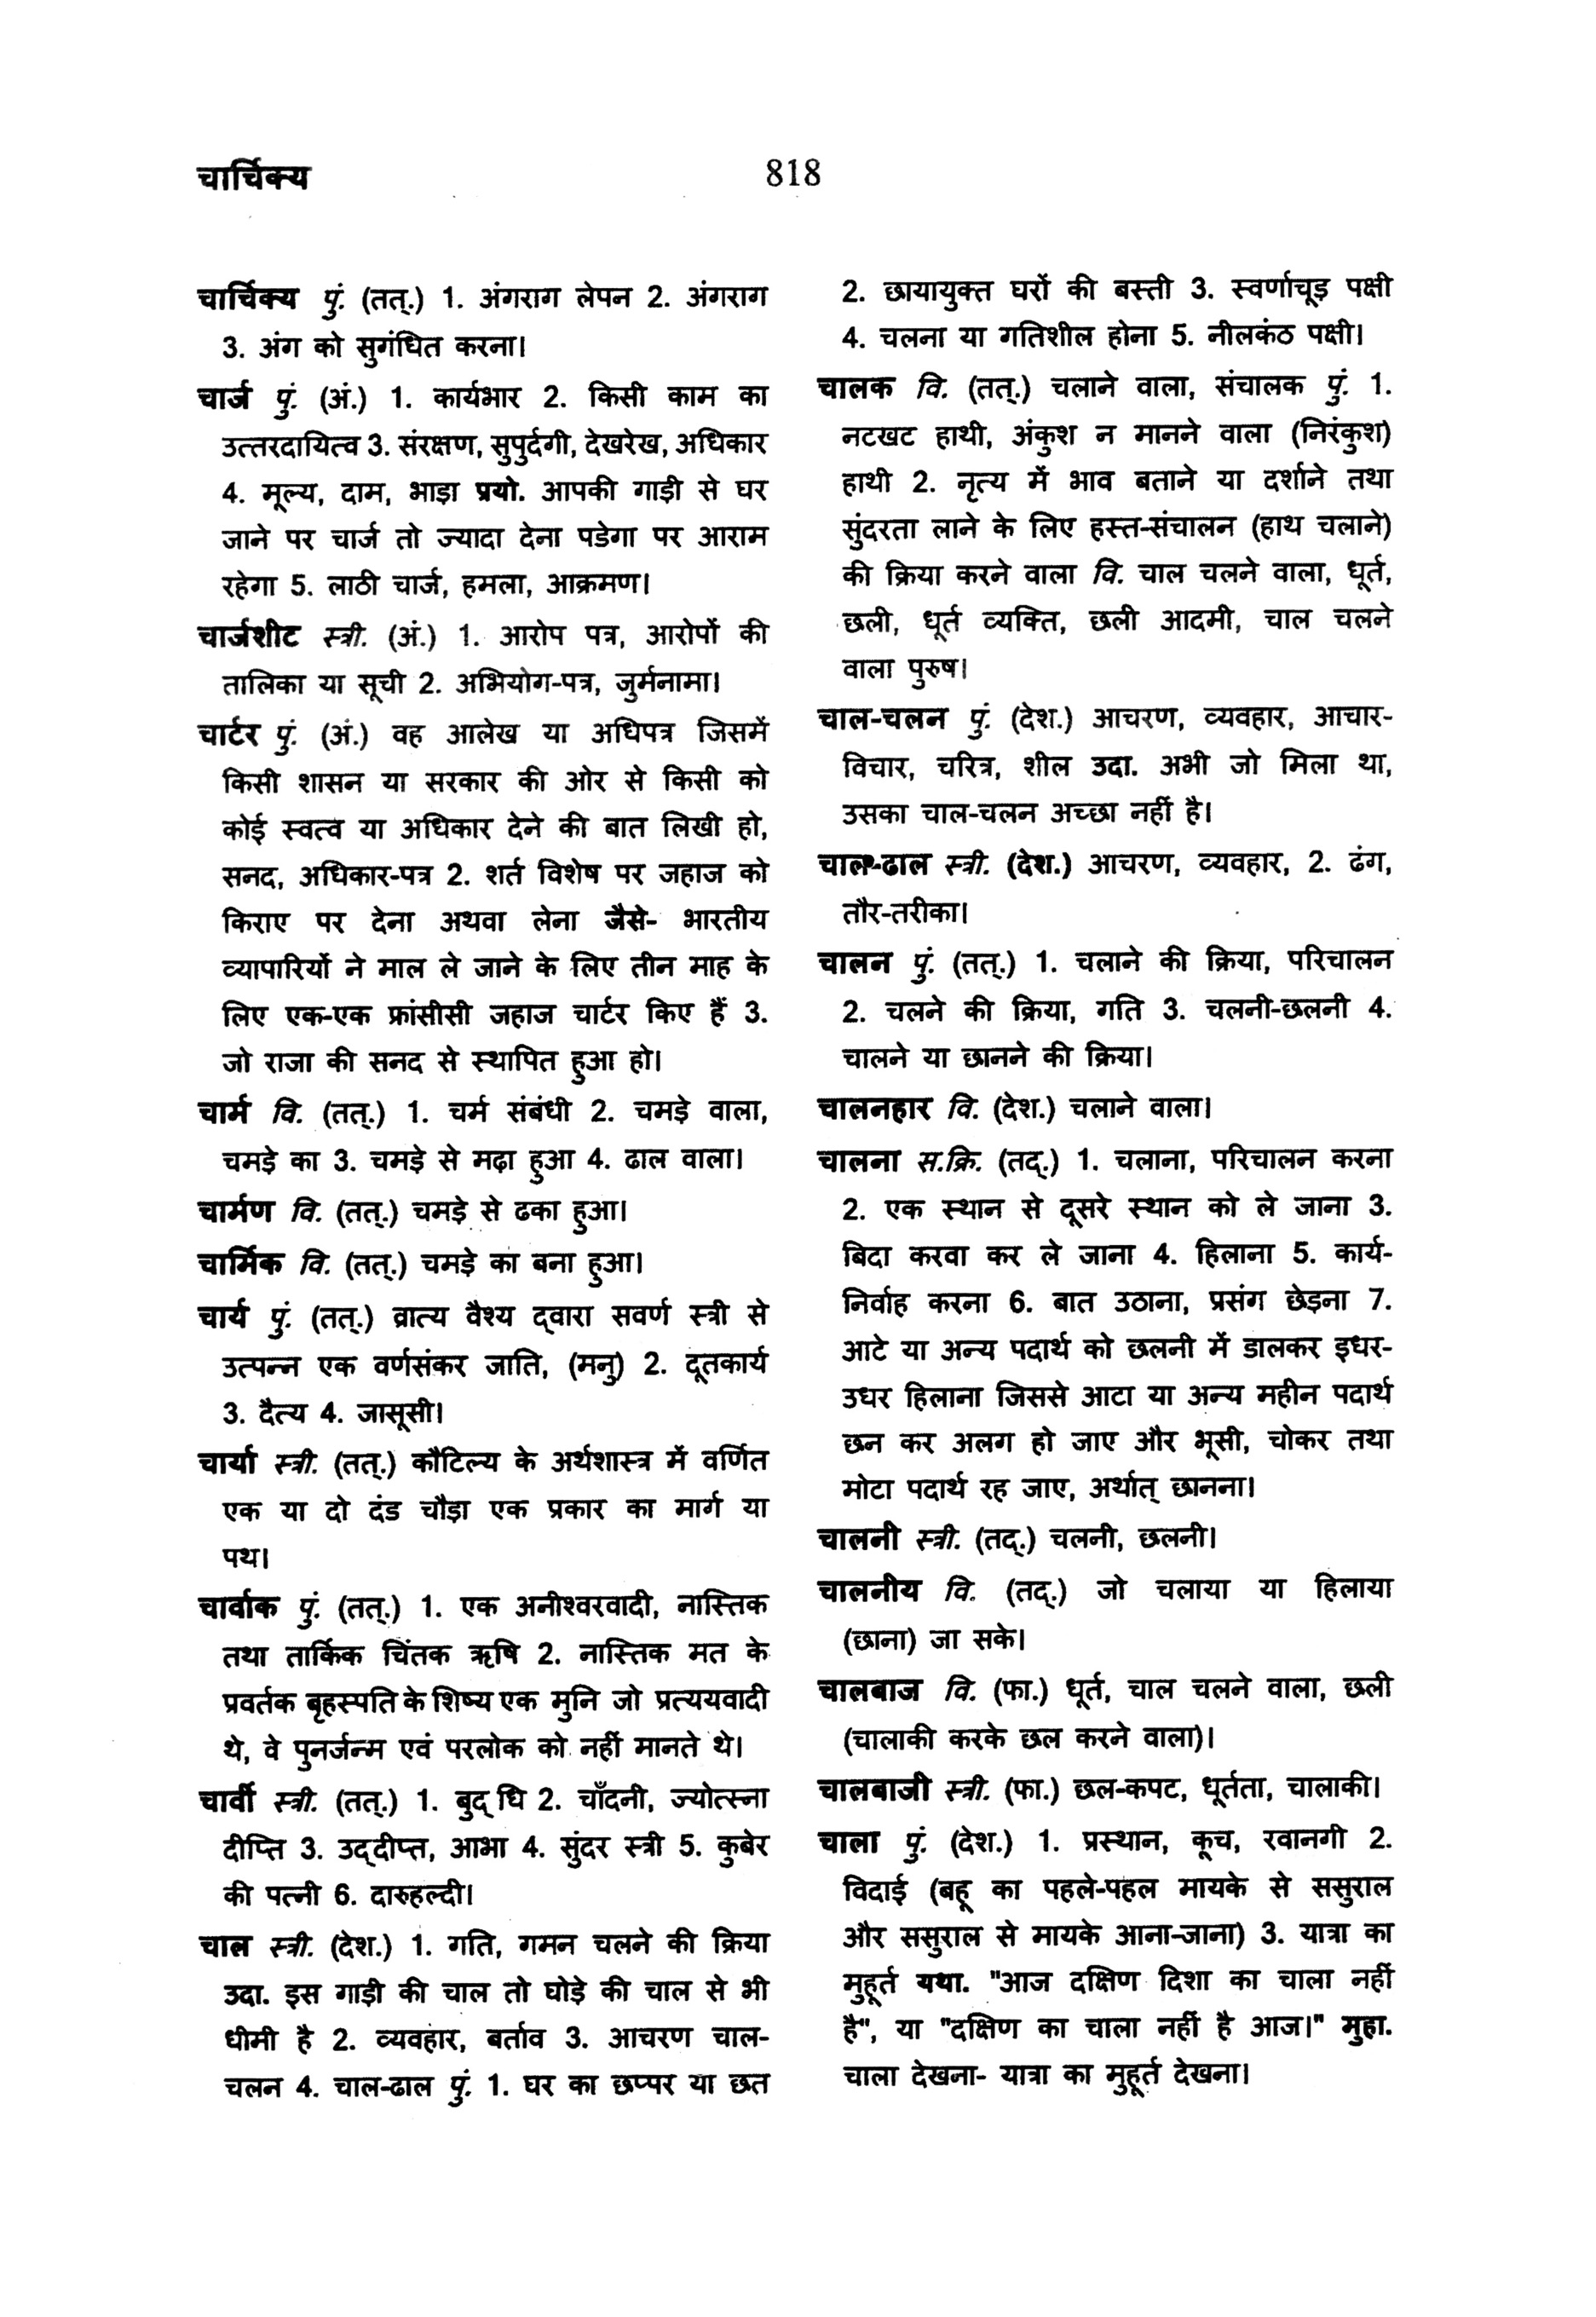 चार्चिक्य
818
चार्चिक्य पुं. (तत्.) 1. अंगराग लेपन 2. अंगराग
3. अंग को सुगंधित करना।
चार्ज पुं. (अं.) 1. कार्यभार 2. किसी काम का
उत्तरदायित्व 3. संरक्षण, सुपुर्दगी, देखरेख, अधिकार
4. मूल्य, दाम, भाड़ा प्रयो. आपकी गाड़ी से घर
जाने पर चार्ज तो ज्यादा देना पडेगा पर आराम
रहेगा 5. लाठी चार्ज, हमला, आक्रमण।
चार्जशीट स्त्री. (अं.) 1. आरोप पत्र, आरोपों की
तालिका या सूची 2. अभियोग-पत्र, जुर्मनामा।
चार्टर पुं. (अं.) वह आलेख या अधिपत्र जिसमें
किसी शासन या सरकार की ओर से किसी को
कोई स्वत्व या अधिकार देने की बात लिखी हो,
सनद, अधिकार-पत्र 2. शर्त विशेष पर जहाज को
किराए पर देना अथवा लेना जैसे- भारतीय
व्यापारियों ने माल ले जाने के लिए तीन माह के
लिए एक-एक फ्रांसीसी जहाज चार्टर किए हैं 3.
जो राजा की सनद से स्थापित हुआ हो।
चार्म वि. (तत्.) 1. चर्म संबंधी 2. चमड़े वाला,
चमड़े का 3. चमड़े से मढ़ा हुआ 4. ढाल वाला।
चार्मण वि. (तत्.) चमड़े से ढका हुआ।
चार्मिक वि. (तत्.) चमड़े का बना हुआ।
चार्य पुं. (तत्.) व्रात्य वैश्य द्वारा सवर्ण स्त्री से
उत्पन्न एक वर्णसंकर जाति, (मनु) 2. दूतकार्य
3. दैत्य 4. जासूसी।
चार्या स्त्री. (तत्.) कौटिल्य के अर्थशास्त्र में वर्णित
एक या दो दंड चौड़ा एक प्रकार का मार्ग या
पथ।
चार्वाक पुं. (तत्.) 1. एक अनीश्वरवादी, नास्तिक
तथा तार्किक चिंतक ऋषि 2. नास्तिक मत के
प्रवर्तक बृहस्पति के शिष्य एक मुनि जो प्रत्ययवादी
थे, वे पुनर्जन्म एवं परलोक को नहीं मानते थे।
चार्वी स्त्री. (तत्.) 1. बुद्धि 2. चाँदनी, ज्योत्स्ना
दीप्ति 3. उद्दीप्त, आभा 4. सुंदर स्त्री 5. कुबेर
की पत्नी 6. दारुहल्दी।
चाल स्त्री. (देश.) 1. गति, गमन चलने की क्रिया
उदा. इस गाड़ी की चाल तो घोड़े की चाल से भी
धीमी है 2. व्यवहार, बर्ताव 3. आचरण चाल-
चलन 4. चाल-ढाल पुं. 1. घर का छप्पर या छत
2. छायायुक्त घरों की बस्ती 3. स्वर्णाचूड़ पक्षी
4. चलना या गतिशील होना 5. नीलकंठ पक्षी।
चालक वि. (तत्.) चलाने वाला, संचालक पुं. 1.
नटखट हाथी, अंकुश न मानने वाला (निरंकुश)
हाथी 2. नृत्य में भाव बताने या दर्शाने तथा
सुंदरता लाने के लिए हस्त-संचालन (हाथ चलाने)
की क्रिया करने वाला वि. चाल चलने वाला, धूर्त,
छली, धूर्त व्यक्ति, छली आदमी, चाल चलने
वाला पुरुष।
चाल-चलन पुं. (देश.) आचरण, व्यवहार, आचार-
विचार, चरित्र, शील उदा. अभी जो मिला था,
उसका चाल-चलन अच्छा नहीं है।
चाल-ढाल स्त्री. (देश.) आचरण, व्यवहार, 2. ढंग,
तौर-तरीका।
चालन पुं. (तत्.) 1. चलाने की क्रिया, परिचालन
2. चलने की क्रिया, गति 3. चलनी-छलनी 4.
चालने या छानने की क्रिया।
चालनहार वि. (देश.) चलाने वाला।
चालना स.क्रि. (तद्.) 1. चलाना, परिचालन करना
2. एक स्थान से दूसरे स्थान को ले जाना 3.
बिदा करवा कर ले जाना 4. हिलाना 5. कार्य-
निर्वाह करना 6. बात उठाना, प्रसंग छेड़ना 7.
आटे या अन्य पदार्थ को छलनी में डालकर इधर-
उधर हिलाना जिससे आटा या अन्य महीन पदार्थ
छन कर अलग हो जाए और भूसी, चोकर तथा
मोटा पदार्थ रह जाए, अर्थात् छानना।
चालनी स्त्री. (तद्.) चलनी, छलनी।
चालनीय वि. (तद्.) जो चलाया या हिलाया
(छाना) जा सके।
चालबाज वि. (फा.) धूर्त, चाल चलने वाला, छली
(चालाकी करके छल करने वाला)।
चालबाजी स्त्री. (फा.) छल-कपट, धूर्तता, चालाकी।
चाला पुं. (देश.) 1. प्रस्थान, कूच, रवानगी 2.
विदाई (बहू का पहले-पहल मायके से ससुराल
और ससुराल से मायके आना-जाना) 3. यात्रा का
मुहूर्त यथा. "आज दक्षिण दिशा का चाला नहीं
है", या "दक्षिण का चाला नहीं है आज।" मुहा.
चाला देखना- यात्रा का मुहूर्त देखना।